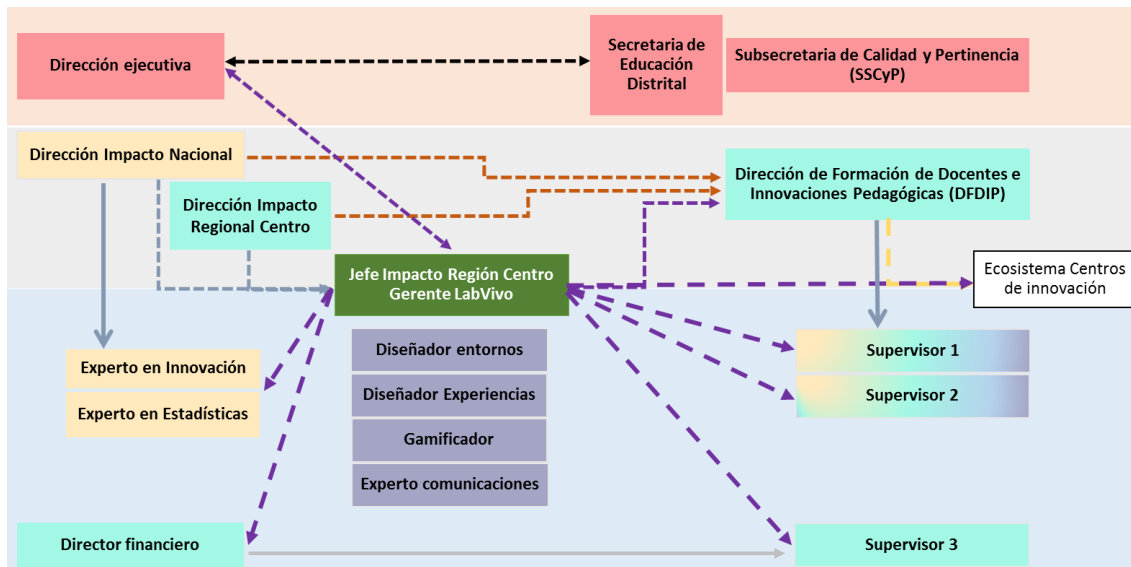 Dirección ejecutiva
Secretaria de
Educación
Distrital
Subsecretaria de Calidad y Pertinencia
(SSCyP)
Dirección Impacto Nacional
Dirección Impacto
Regional Centro
Dirección de Formación de Docentes e
Innovaciones Pedagógicas (DFDIP)
Jefe Impacto Región Centro
Gerente LabVivo
Ecosistema Centros
de innovación
Diseñador entornos
Diseñador Experiencias
Gamificador
Experto comunicaciones
Experto en Innovación
Experto en Estadísticas
Supervisor 1
Supervisor 2
Director financiero
Supervisor 3